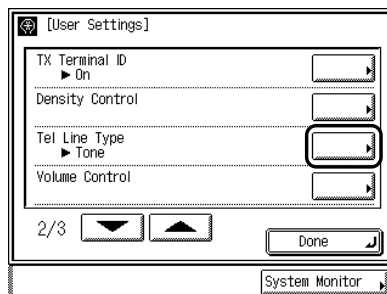 [User Settings]
TX Terminal ID
▶ On
Density Control
Tel Line Type
▶ Tone
Volume Control
2/3
Done
System Monitor